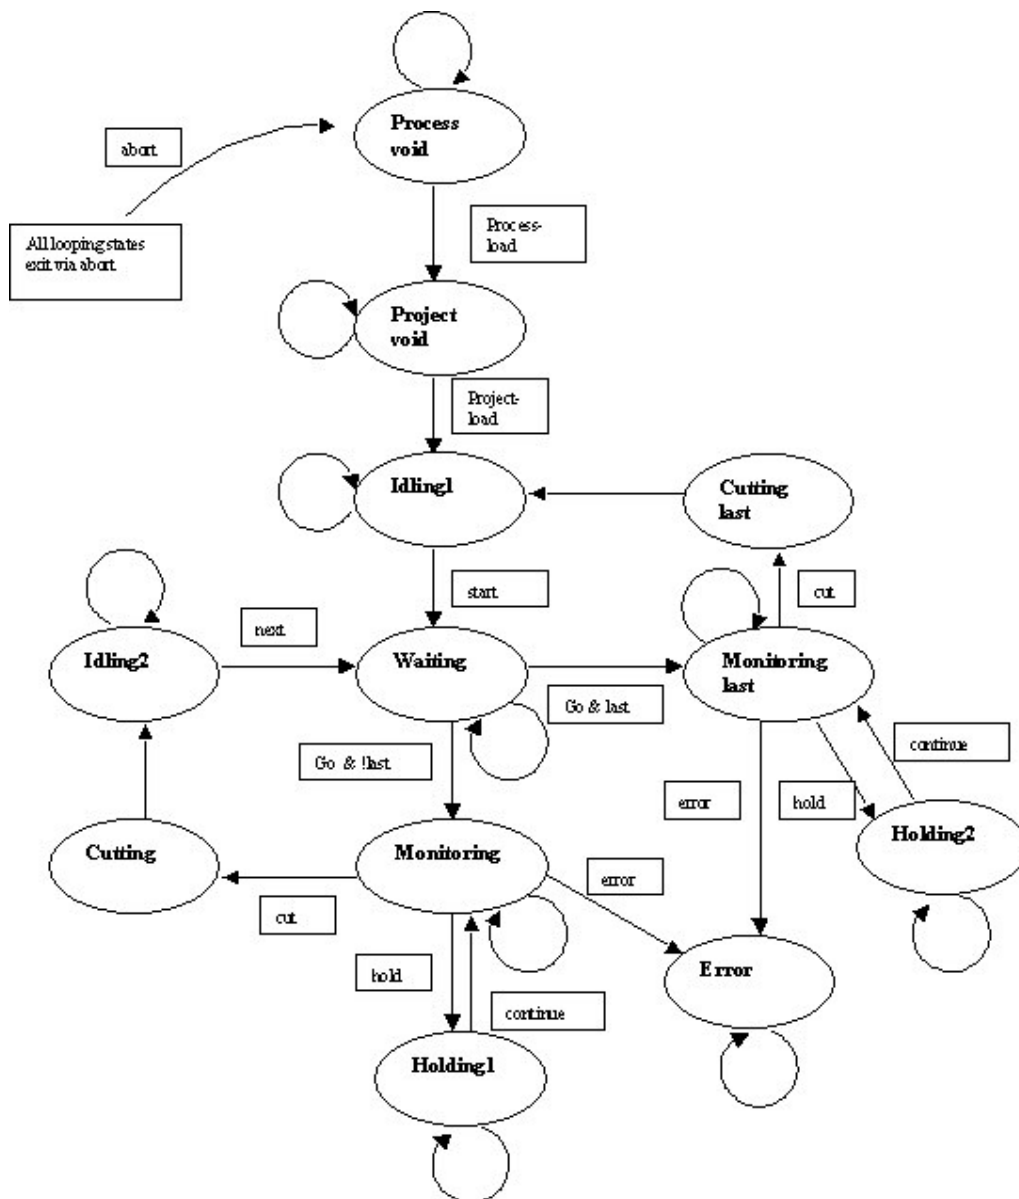 Process
void
abort
Process-
load
All looping states
exit via abort
Project
void
Project-
load
Idling1
Cutting
last
start
cut
next
Idling2
Waiting
Monitoring
last
Go & last
Go & !last
continue
error
hold
Holding2
Cutting
Monitoring
error
cut
hold
Error
continue
Holding1